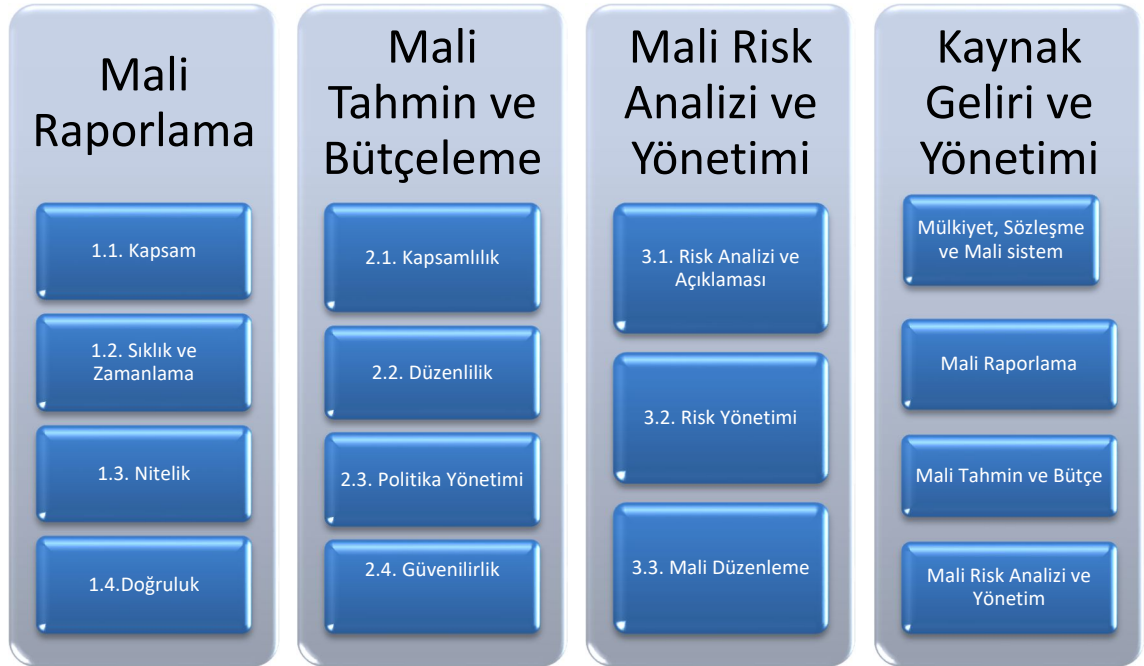 Mali
Raporlama
1.1. Kapsam
1.2. Sıklık ve
Zamanlama
1.3. Nitelik
1.4.Doğruluk
Mali
Tahmin ve
Bütçeleme
2.1. Kapsamlılık
2.2. Düzenlilik
2.3. Politika Yönetimi
2.4. Güvenilirlik
Mali Risk
Analizi ve
Yönetimi
3.1. Risk Analizi ve
Açıklaması
3.2. Risk Yönetimi
3.3. Mali Düzenleme
Kaynak
Geliri ve
Yönetimi
Mülkiyet, Sözleşme
ve Mali sistem
Mali Raporlama
Mali Tahmin ve Bütçe
Mali Risk Analizi ve
Yönetim